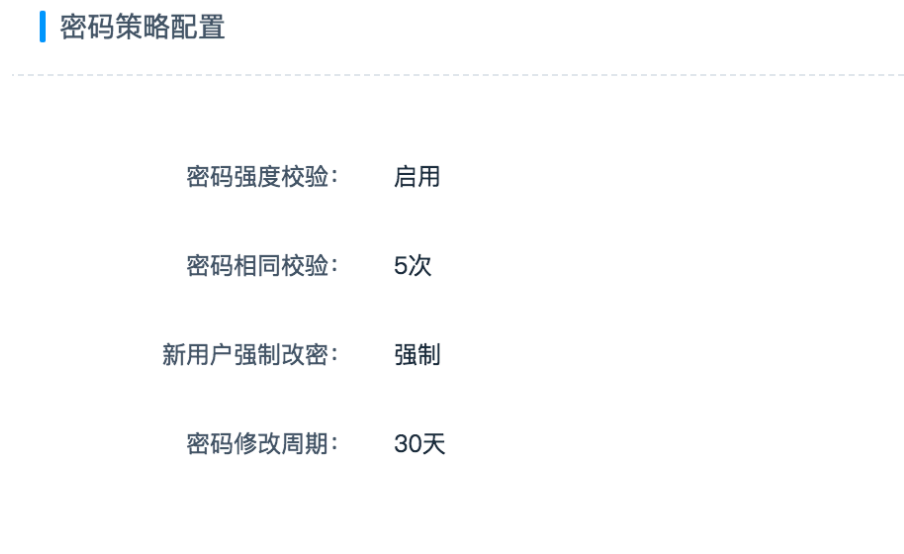 密码策略配置
密码强度校验： 启用
密码相同校验： 5次
新用户强制改密： 强制
密码修改周期： 30天